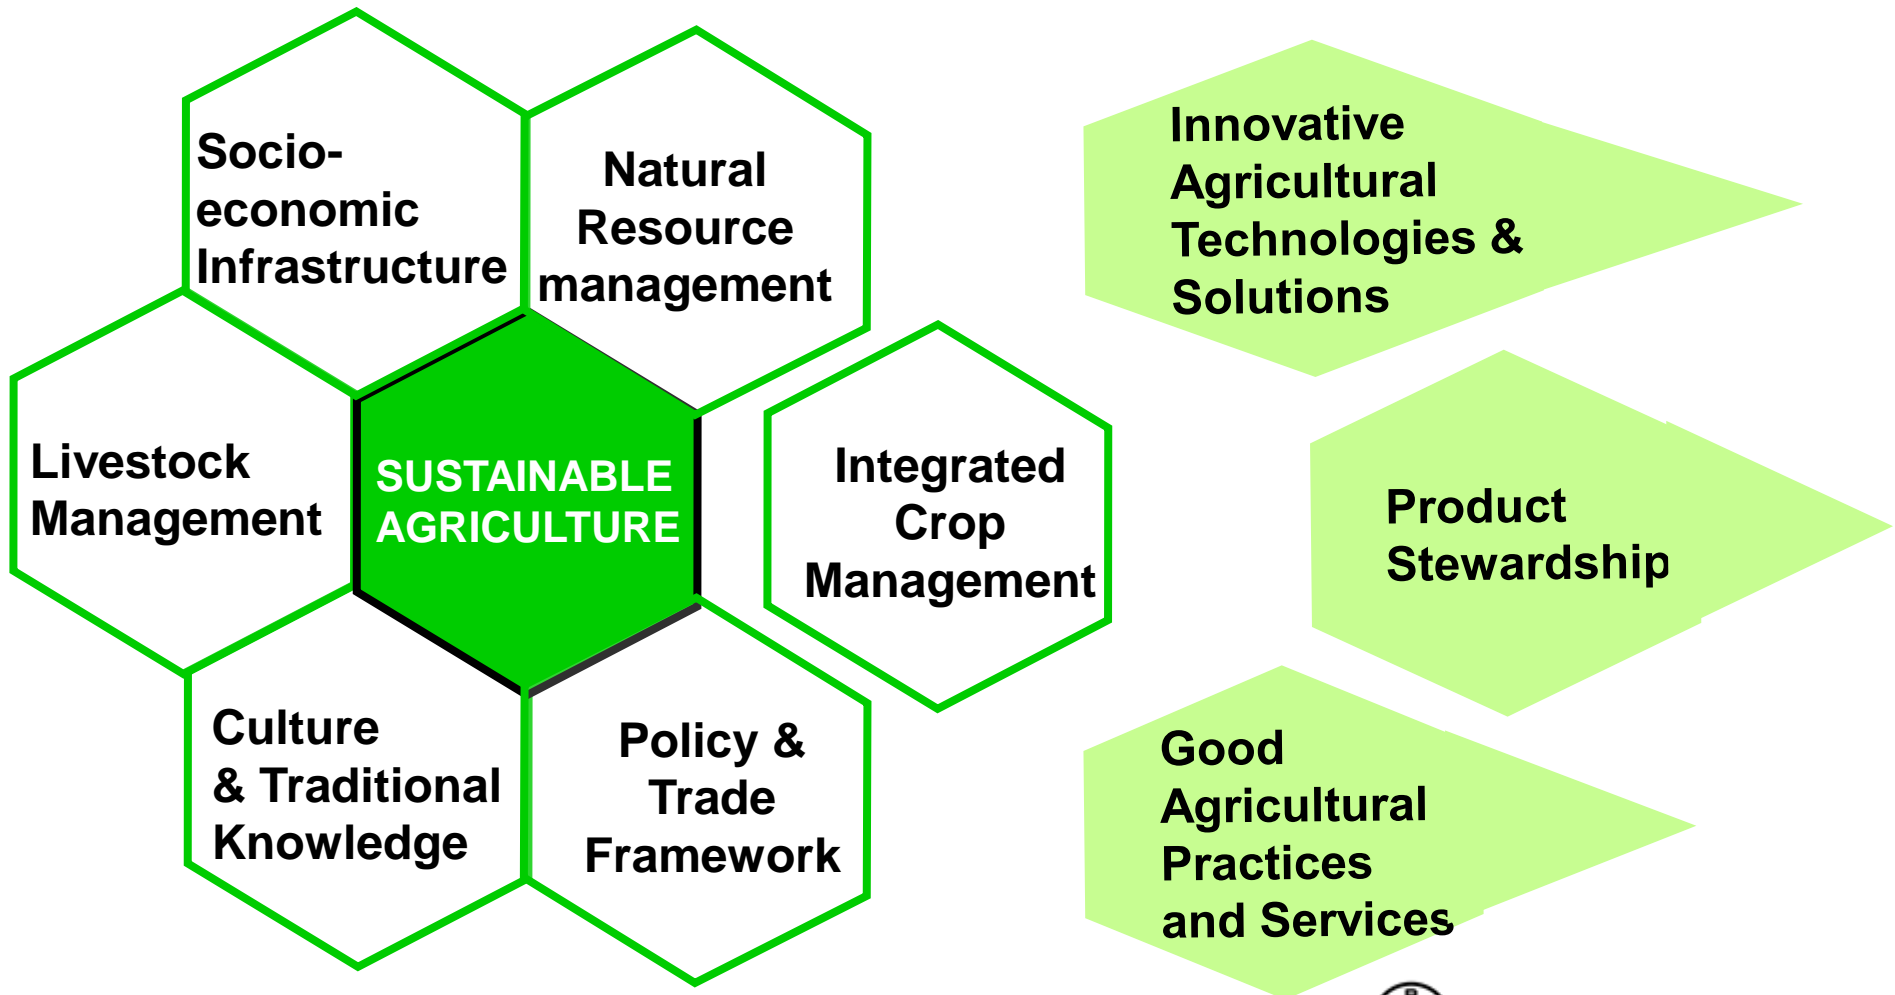 Socio-
economic
Infrastructure
Natural
Resource
management
Livestock
Management
SUSTAINABLE
AGRICULTURE
Integrated
Crop
Management
Culture
& Traditional
Knowledge
Policy &
Trade
Framework
Innovative
Agricultural
Technologies &
Solutions
Product
Stewardship
Good
Agricultural
Practices
and Services